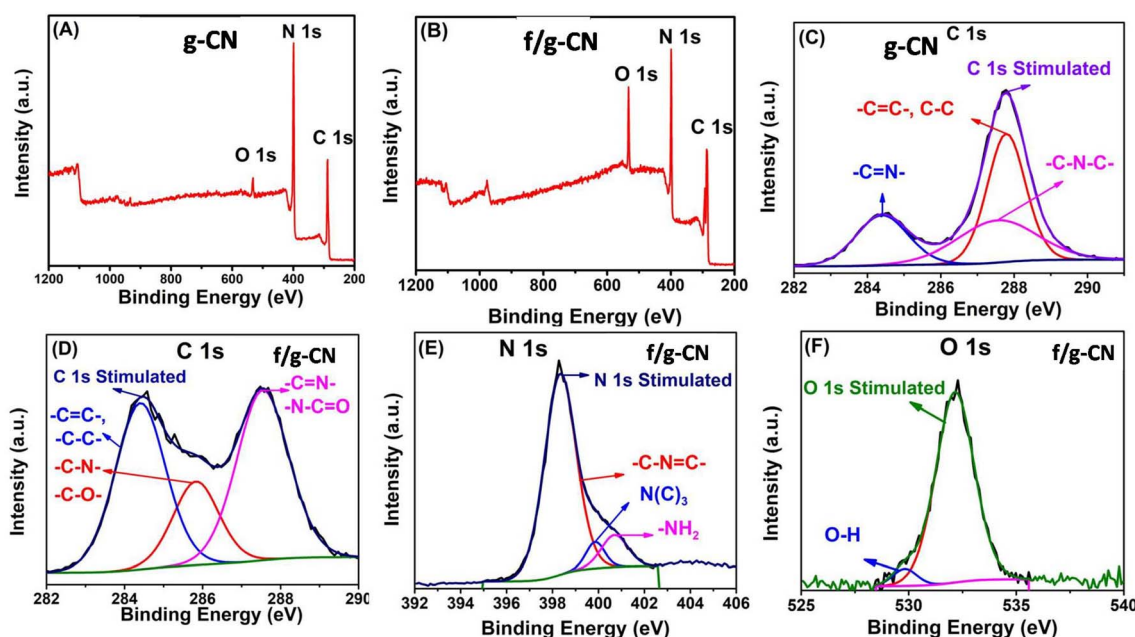 (A)
g-CN
N 1s
O 1s
C 1s
Intensity (a.u.)
1200 1000 800 600 400 200
Binding Energy (eV)
(B)
f/g-CN
N 1s
O 1s
C 1s
Intensity (a.u.)
1200 1000 800 600 400 200
Binding Energy (eV)
(C)
g-CN C 1s
C 1s Stimulated
-C=C-, C-C
-C=N-
-C-N-C-
Intensity (a.u.)
282 284 286 288 290
Binding Energy (eV)
(D)
C 1s
f/g-CN
C 1s Stimulated
-C=C-,
-C-C-
-C-N-
-C-O-
-C=N-
-N-C=O
Intensity (a.u.)
282 284 286 288 290
Binding Energy (eV)
(E)
N 1s
f/g-CN
N 1s Stimulated
-C-N=C-
N(C)₃
-NH₂
Intensity (a.u.)
392 394 396 398 400 402 404 406
Binding Energy (eV)
(F)
O 1s
f/g-CN
O 1s Stimulated
O-H
Intensity (a.u.)
525 530 535 540
Binding Energy (eV)